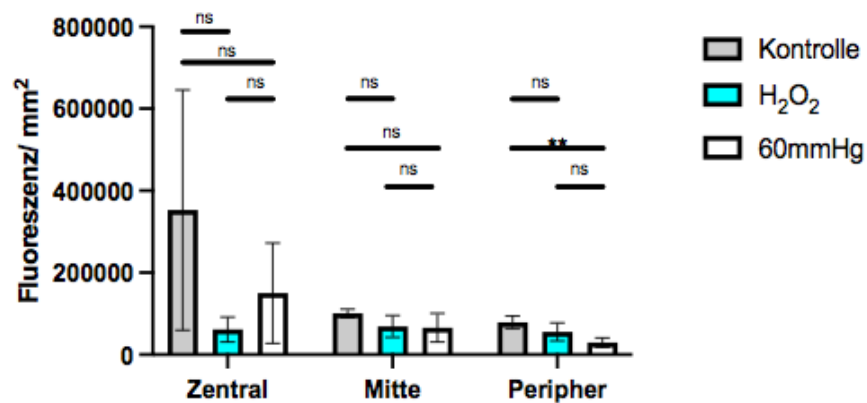 Fluoreszenz/ mm²
800000
600000
400000
200000
0
ns
ns
ns
ns
ns
ns
ns
**
ns
Zentral
Mitte
Peripher
Kontrolle
H₂O₂
60mmHg